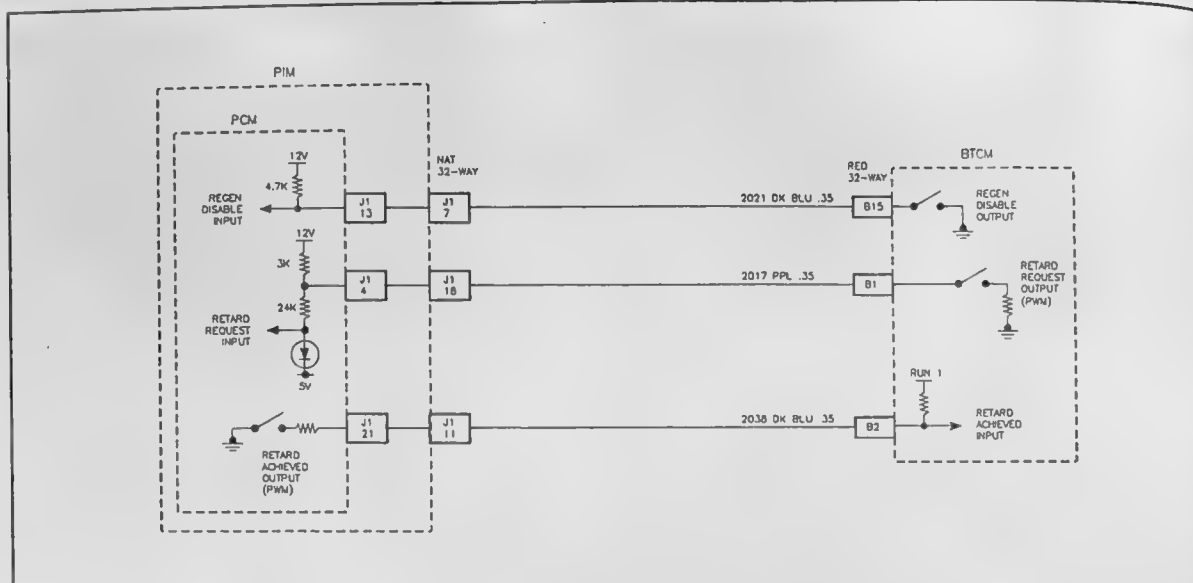 PIM
PCM
12V
4.7K
REGEN
DISABLE
INPUT
J1
13
NAT
32-WAY
J1
7
2021 DK BLU .35
RED
32-WAY
B15
BTCM
REGEN
DISABLE
OUTPUT
12V
3K
J1
4
J1
18
2017 PPL .35
B1
RETARD
REQUEST
OUTPUT
(PWM)
24K
RETARD
REQUEST
INPUT
5V
J1
21
J1
11
2038 DK BLU .35
B2
RUN 1
RETARD
ACHIEVED
INPUT
RETARD
ACHIEVED
OUTPUT
(PWM)